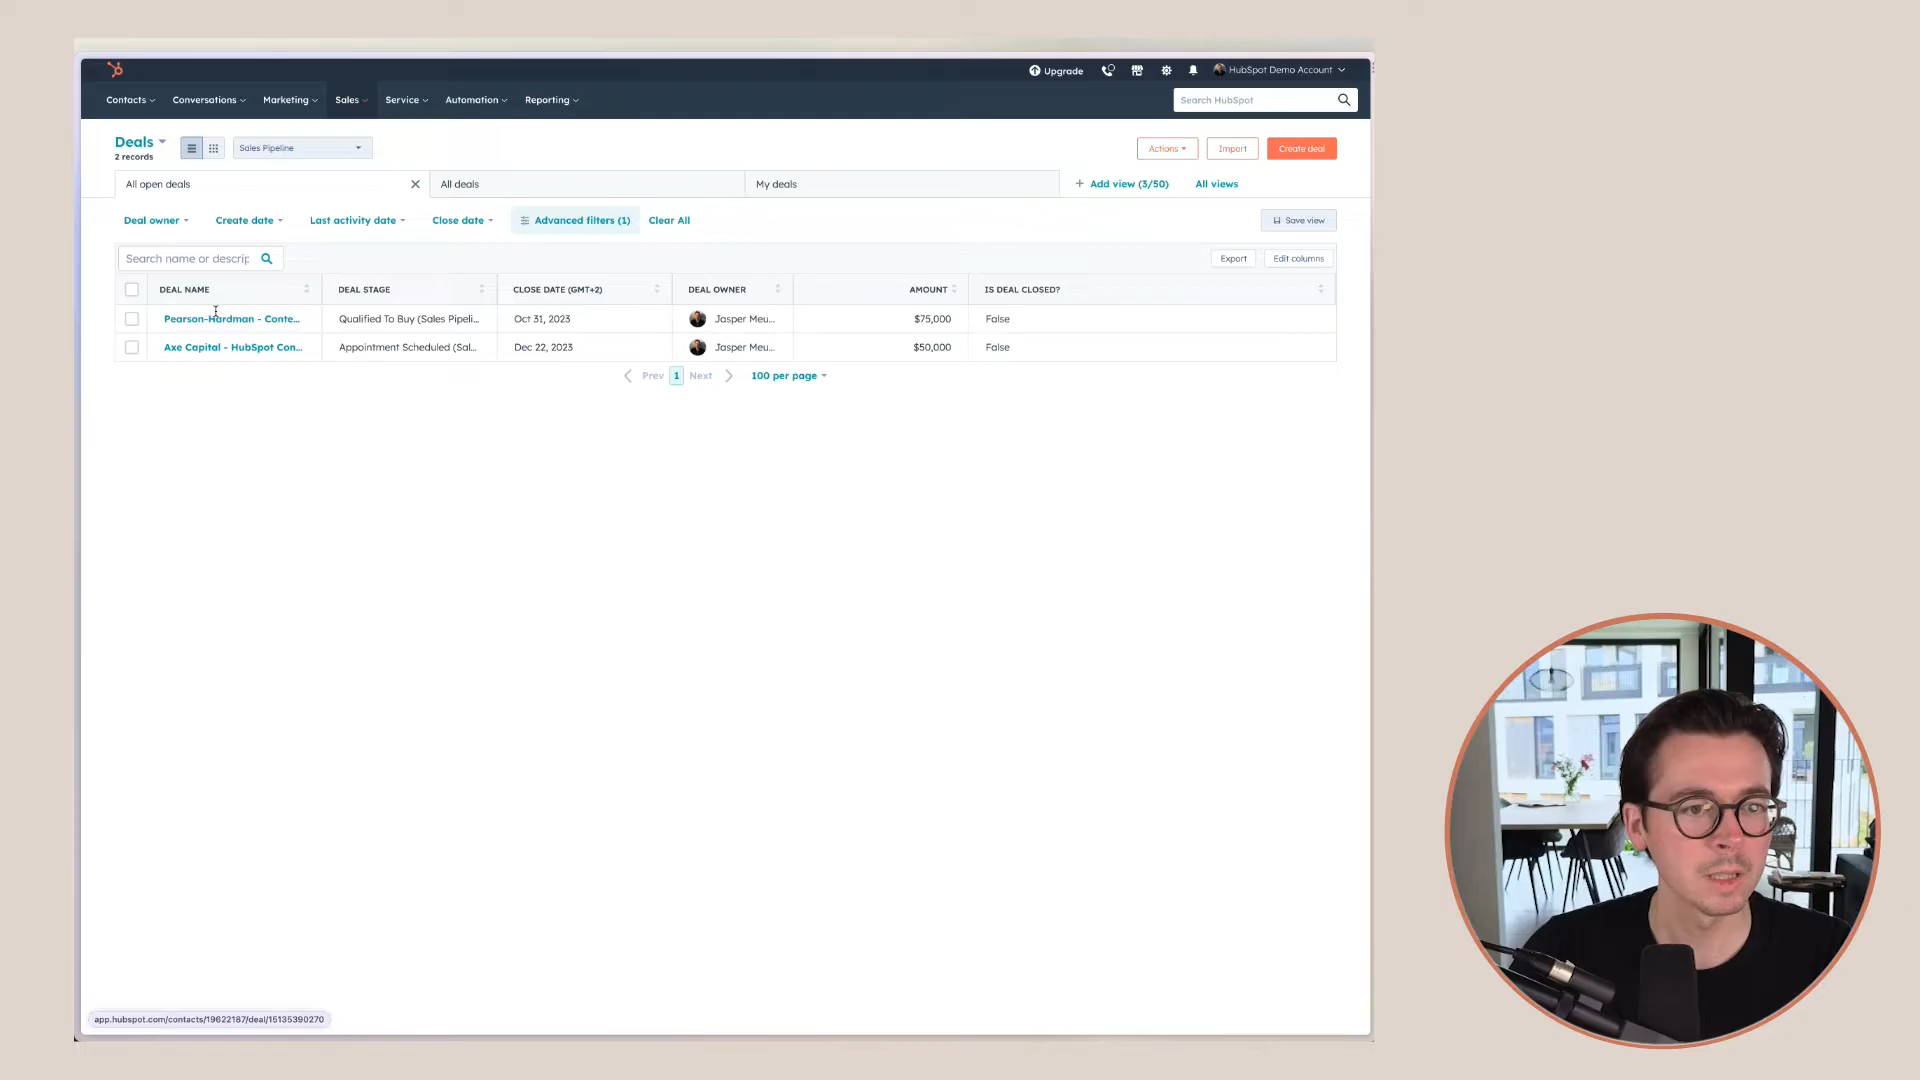 Upgrade
HubSpot Demo Account
Contacts
Conversations
Marketing
Sales
Service
Automation
Reporting
Search HubSpot
Deals
2 records
Sales Pipeline
Actions
Import
Create deal
All open deals
All deals
My deals
+ Add view (3/50)
All views
Deal owner
Create date
Last activity date
Close date
Advanced filters (1)
Clear All
Save view
Search name or descrip
Export
Edit columns
DEAL NAME
DEAL STAGE
CLOSE DATE (GMT+2)
DEAL OWNER
AMOUNT
IS DEAL CLOSED?
Pearson-Hardman - Conte...
Qualified To Buy (Sales Pipeli...
Oct 31, 2023
Jasper Meu...
$75,000
False
Axe Capital - HubSpot Con...
Appointment Scheduled (Sal...
Dec 22, 2023
Jasper Meu...
$50,000
False
Prev
1
Next
100 per page
app.hubspot.com/contacts/19622187/deal/15135390270